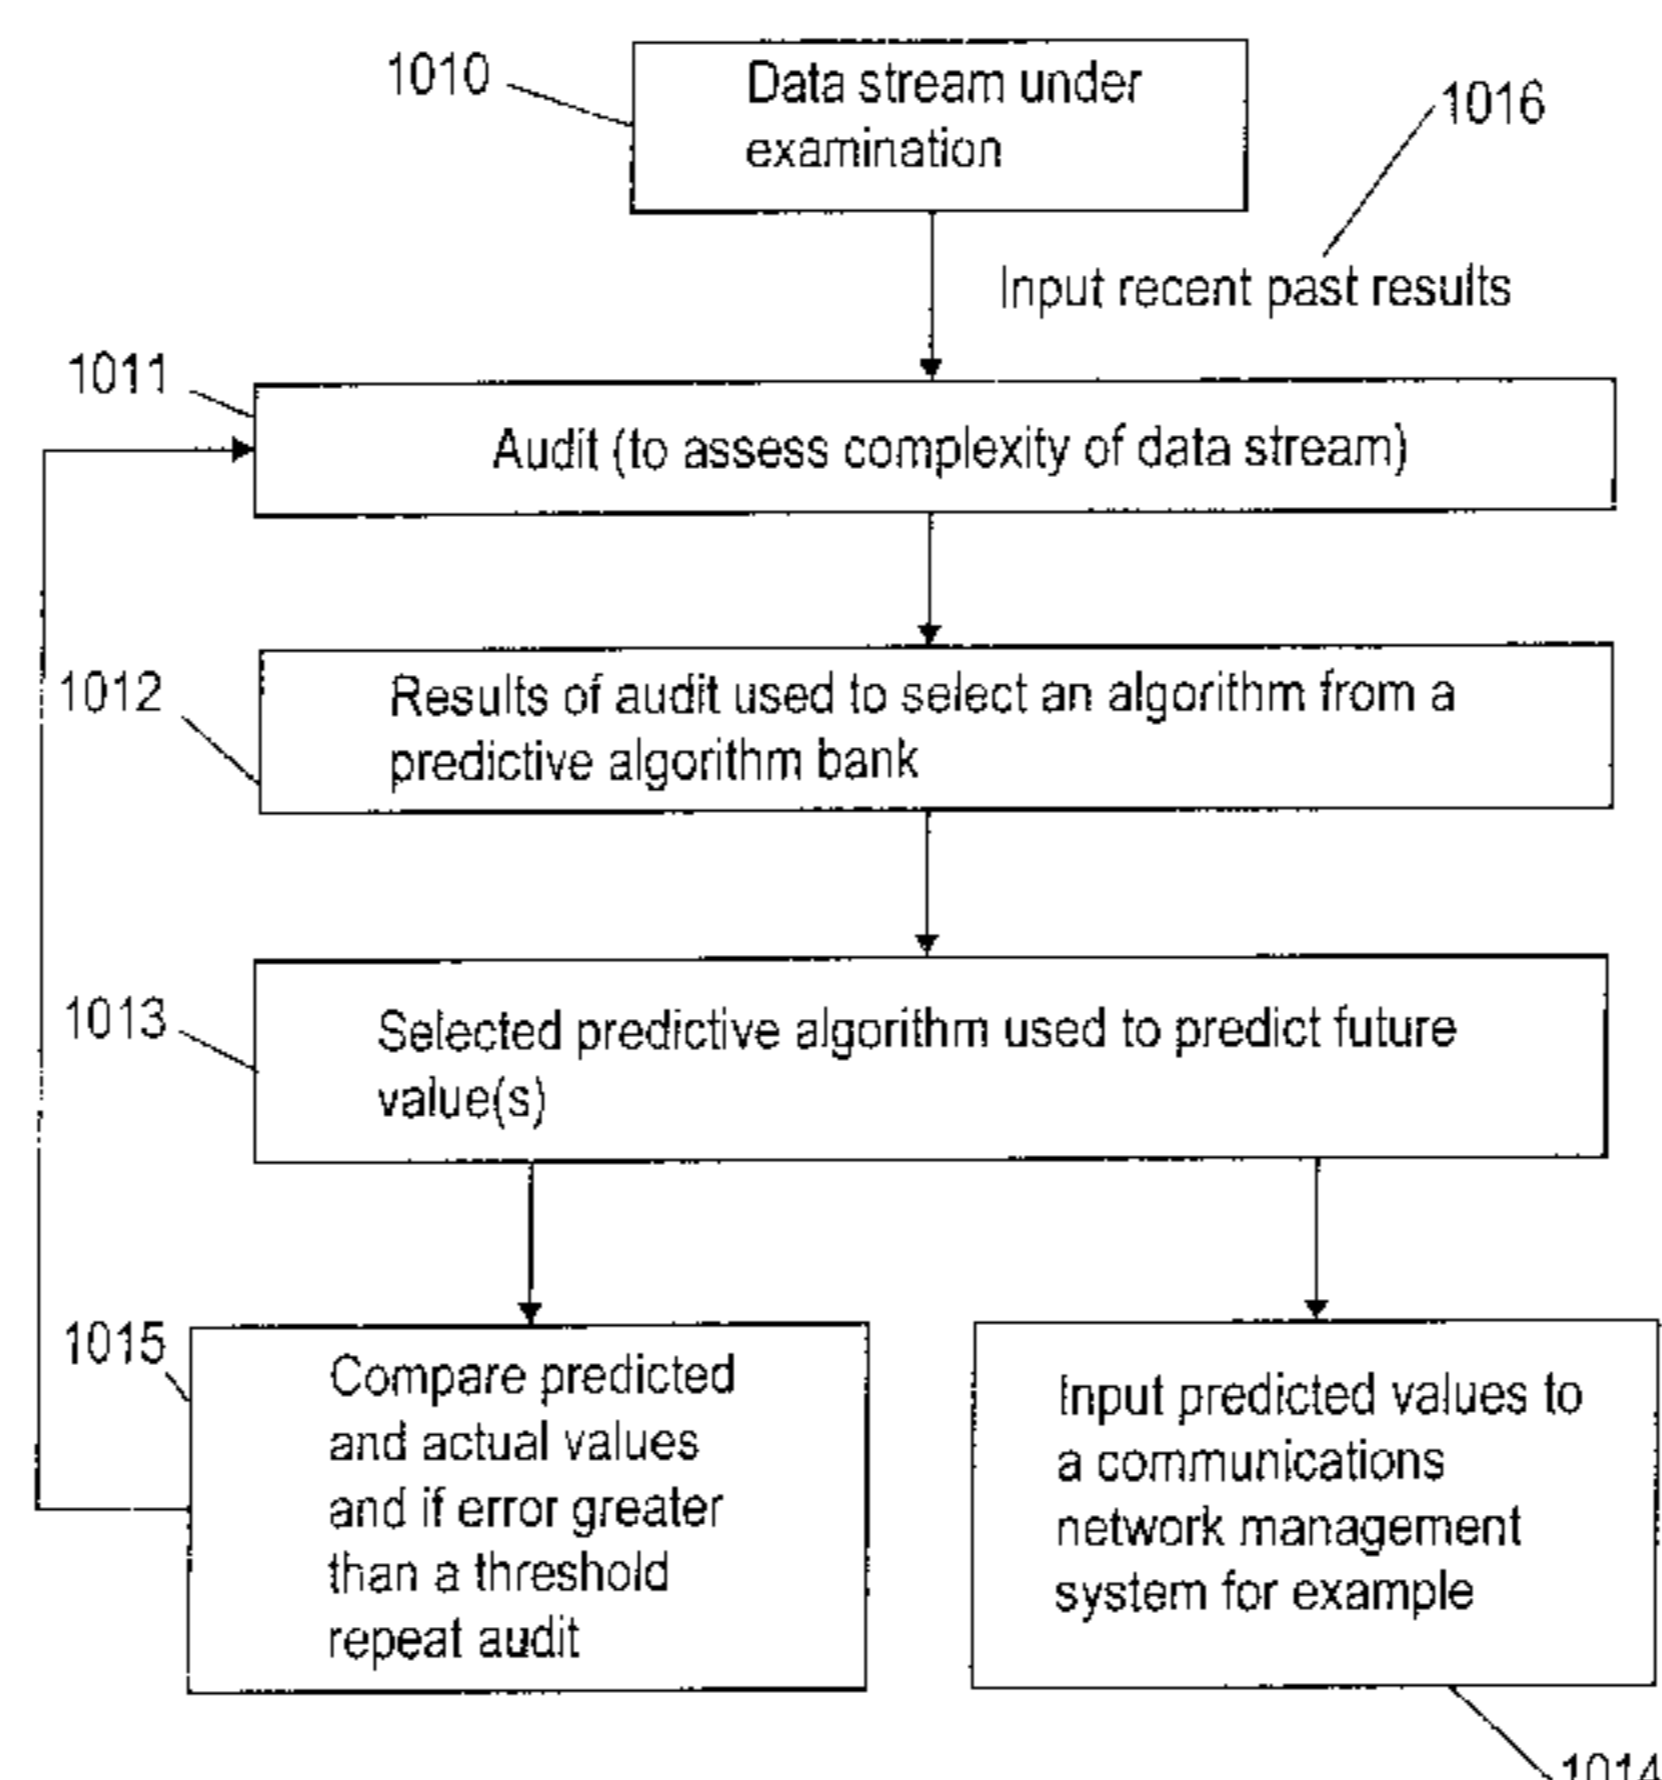 1010
Data stream under
examination
1016
Input recent past results
1011
Audit (to assess complexity of data stream)
1012
Results of audit used to select an algorithm from a
predictive algorithm bank
1013
Selected predictive algorithm used to predict future
value(s)
1015
Compare predicted
and actual values
and if error greater
than a threshold
repeat audit
Input predicted values to
a communications
network management
system for example
1014